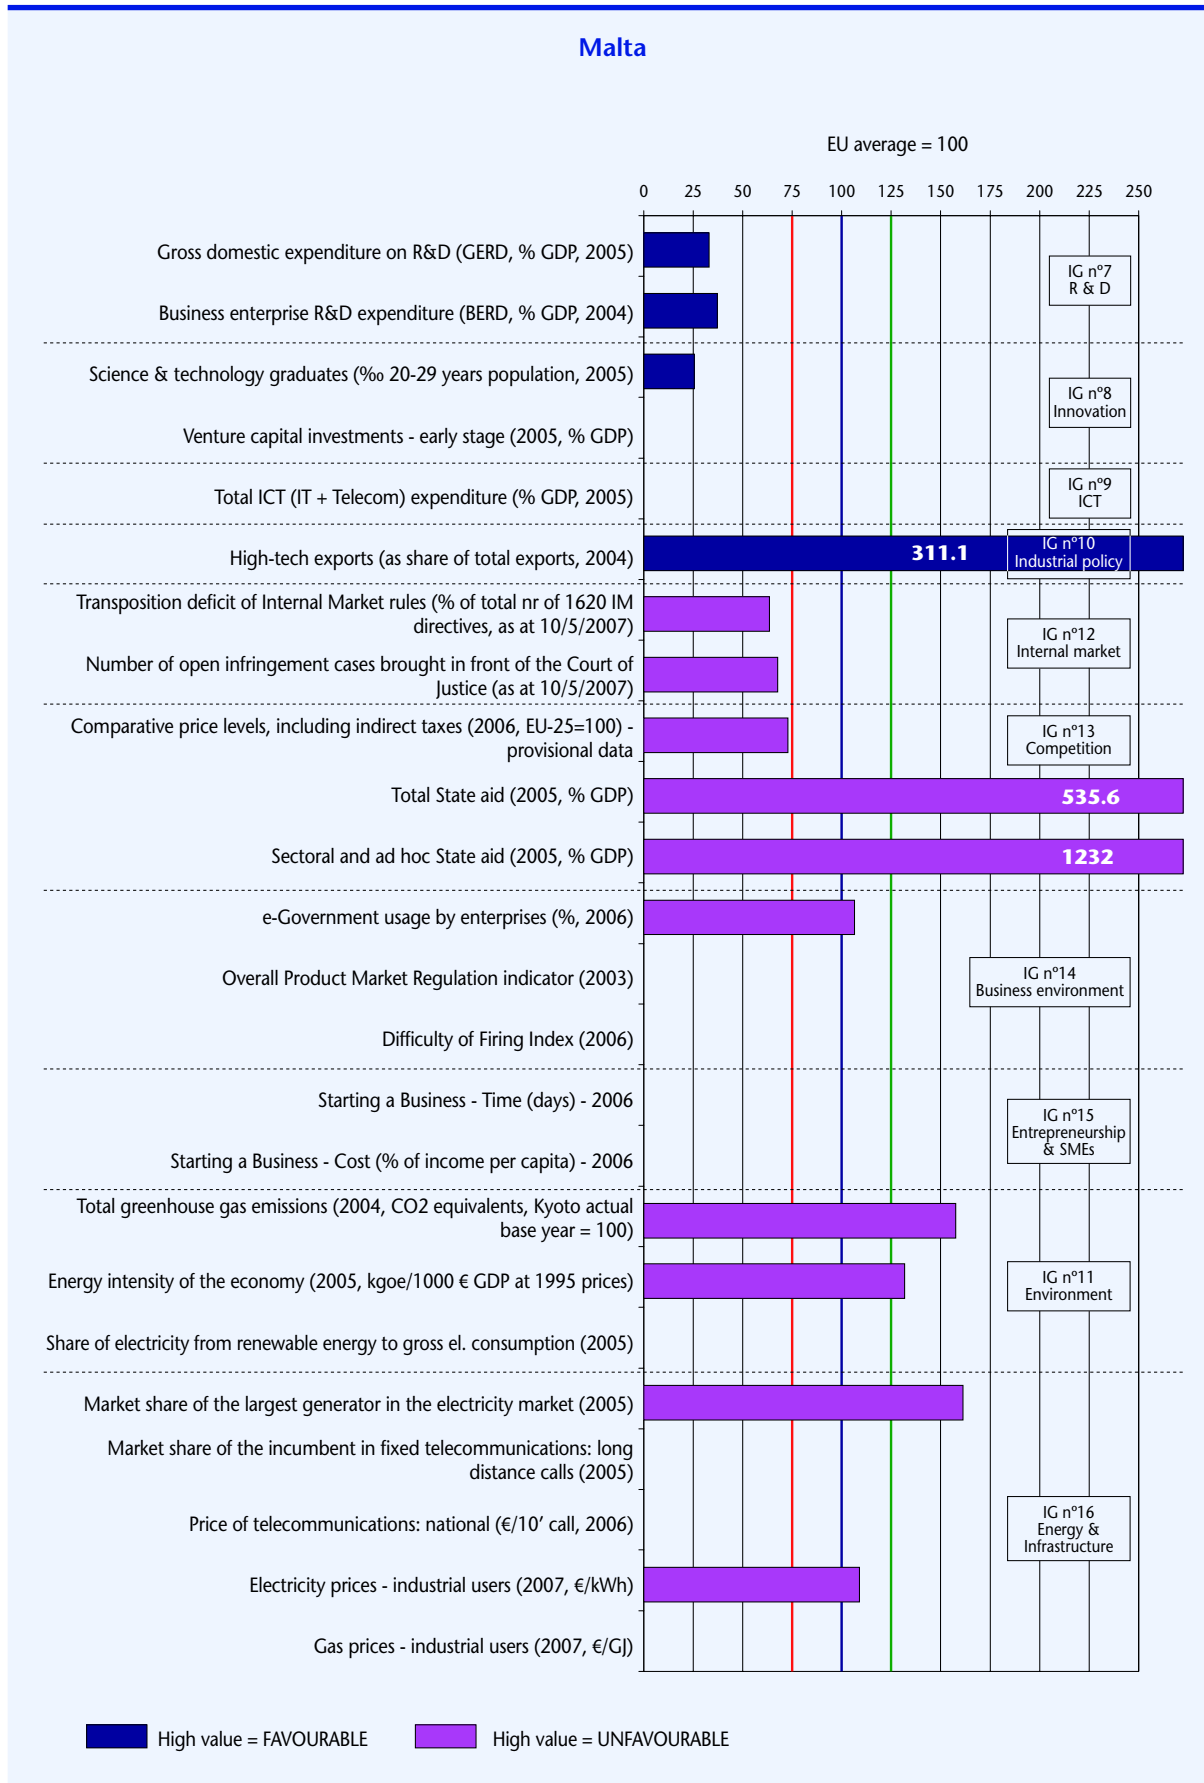 Malta
EU average = 100
0 25 50 75 100 125 150 175 200 225 250
Gross domestic expenditure on R&D (GERD, % GDP, 2005)
IG nº7
R & D
Business enterprise R&D expenditure (BERD, % GDP, 2004)
Science & technology graduates (‰ 20-29 years population, 2005)
IG nº8
Innovation
Venture capital investments - early stage (2005, % GDP)
Total ICT (IT + Telecom) expenditure (% GDP, 2005)
IG nº9
ICT
High-tech exports (as share of total exports, 2004)
311.1
IG nº10
Industrial policy
Transposition deficit of Internal Market rules (% of total nr of 1620 IM
directives, as at 10/5/2007)
IG nº12
Internal market
Number of open infringement cases brought in front of the Court of
Justice (as at 10/5/2007)
Comparative price levels, including indirect taxes (2006, EU-25=100) -
provisional data
IG nº13
Competition
Total State aid (2005, % GDP)
535.6
Sectoral and ad hoc State aid (2005, % GDP)
1232
e-Government usage by enterprises (%, 2006)
Overall Product Market Regulation indicator (2003)
IG nº14
Business environment
Difficulty of Firing Index (2006)
Starting a Business - Time (days) - 2006
IG nº15
Entrepreneurship
& SMEs
Starting a Business - Cost (% of income per capita) - 2006
Total greenhouse gas emissions (2004, CO2 equivalents, Kyoto actual
base year = 100)
Energy intensity of the economy (2005, kgoe/1000 € GDP at 1995 prices)
IG nº11
Environment
Share of electricity from renewable energy to gross el. consumption (2005)
Market share of the largest generator in the electricity market (2005)
Market share of the incumbent in fixed telecommunications: long
distance calls (2005)
Price of telecommunications: national (€/10’ call, 2006)
IG nº16
Energy &
Infrastructure
Electricity prices - industrial users (2007, €/kWh)
Gas prices - industrial users (2007, €/GJ)
High value = FAVOURABLE
High value = UNFAVOURABLE